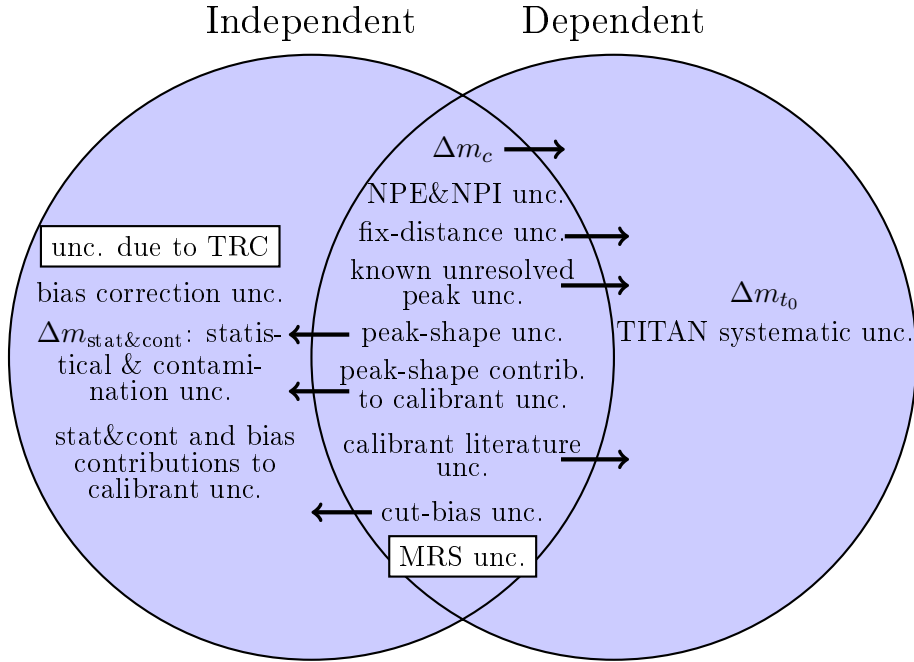 Independent
Dependent
Δm_c
NPE&NPI unc.
fix-distance unc.
known unresolved
peak unc.
peak-shape unc.
peak-shape contrib.
to calibrant unc.
calibrant literature
unc.
cut-bias unc.
MRS unc.
unc. due to TRC
bias correction unc.
Δm_stat&cont: statis-
tical & contami-
nation unc.
stat&cont and bias
contributions to
calibrant unc.
Δm_t_0
TITAN systematic unc.